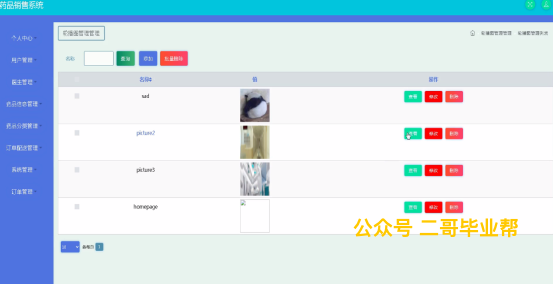 药品销售系统
个人中心
用户管理
医生管理
药品信息管理
药品分类管理
订单配送管理
系统管理
订单管理
轮播图管理管理
轮播图管理管理 轮播图管理列表
名称
查询 添加 批量删除
名称 值 操作
sad 查看 修改 删除
picture2 查看 修改 删除
picture3 查看 修改 删除
homepage 查看 修改 删除
公众号 二哥毕业帮
1